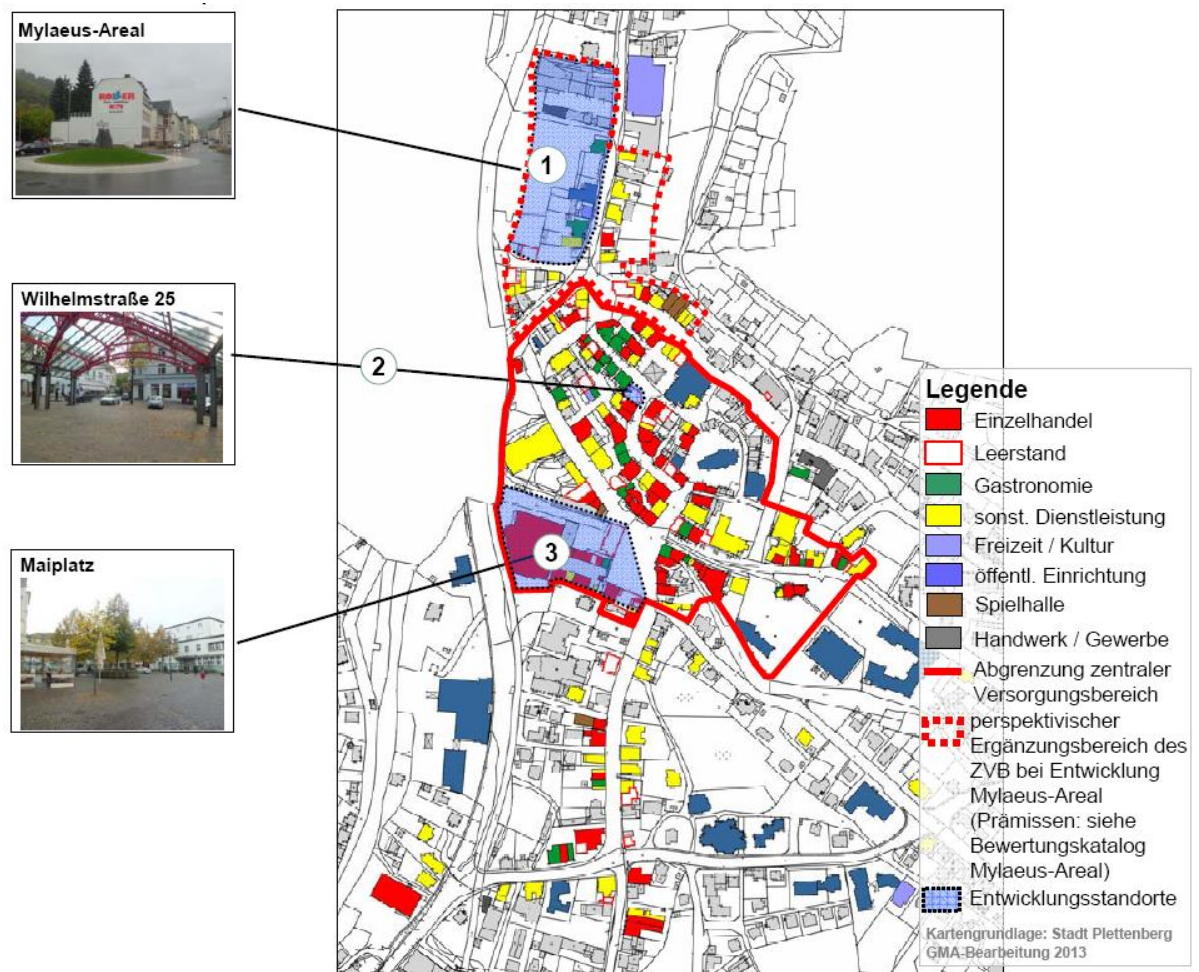 Mylaeus-Areal
ROLLER
1
Wilhelmstraße 25
2
Maiplatz
3
Legende
Einzelhandel
Leerstand
Gastronomie
sonst. Dienstleistung
Freizeit / Kultur
öffentl. Einrichtung
Spielhalle
Handwerk / Gewerbe
Abgrenzung zentraler
Versorgungsbereich
perspektivischer
Ergänzungsbereich des
ZVB bei Entwicklung
Mylaeus-Areal
(Prämissen: siehe
Bewertungskatalog
Mylaeus-Areal)
Entwicklungsstandorte
Kartengrundlage: Stadt Plettenberg
GMA-Bearbeitung 2013